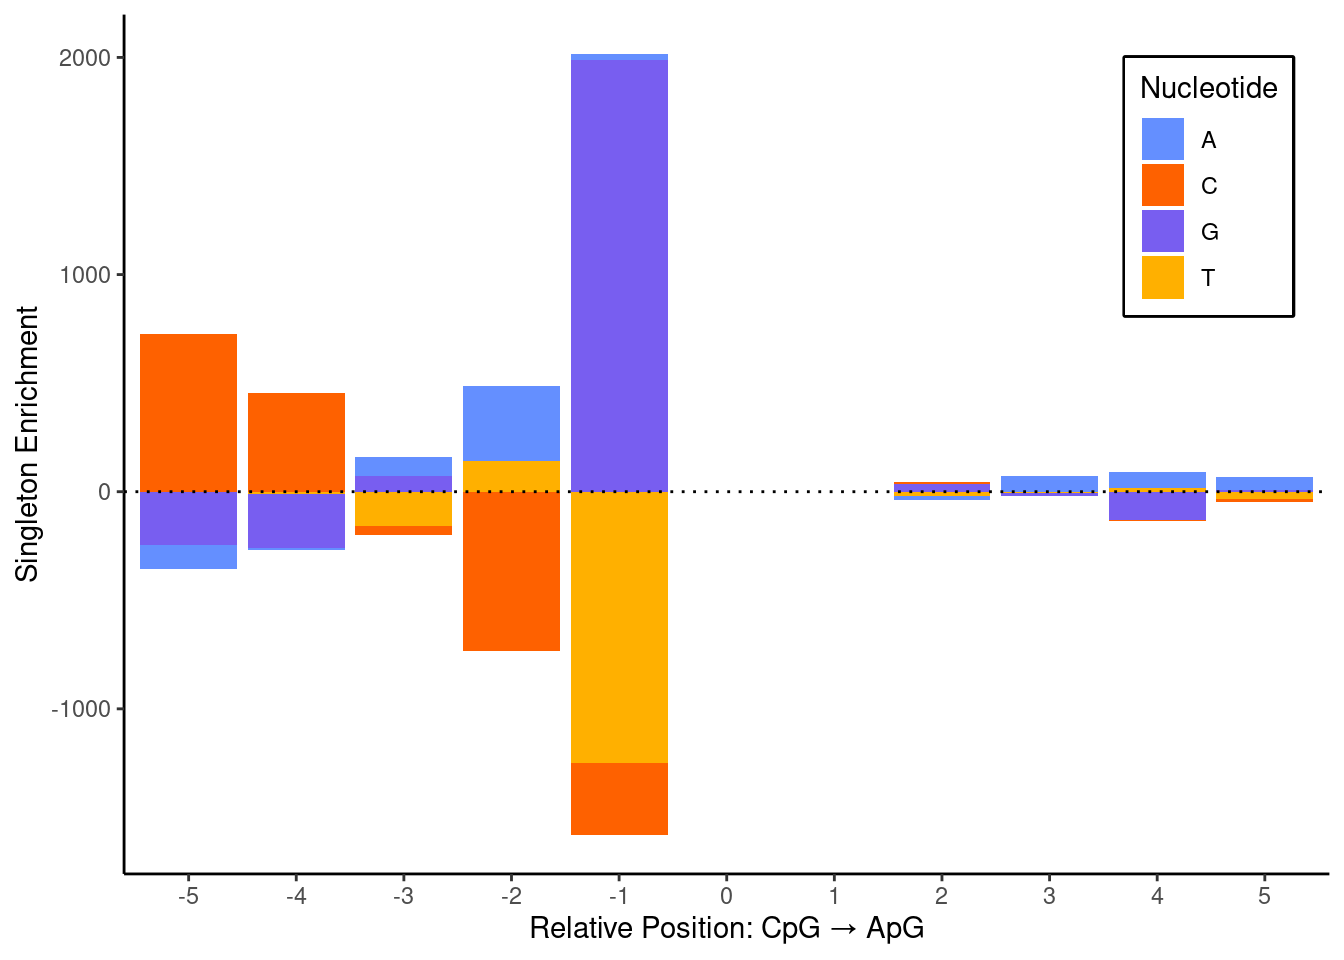 2000
1000
0
-1000
Singleton Enrichment
-5 -4 -3 -2 -1 0 1 2 3 4 5
Relative Position: CpG → ApG
Nucleotide
A
C
G
T